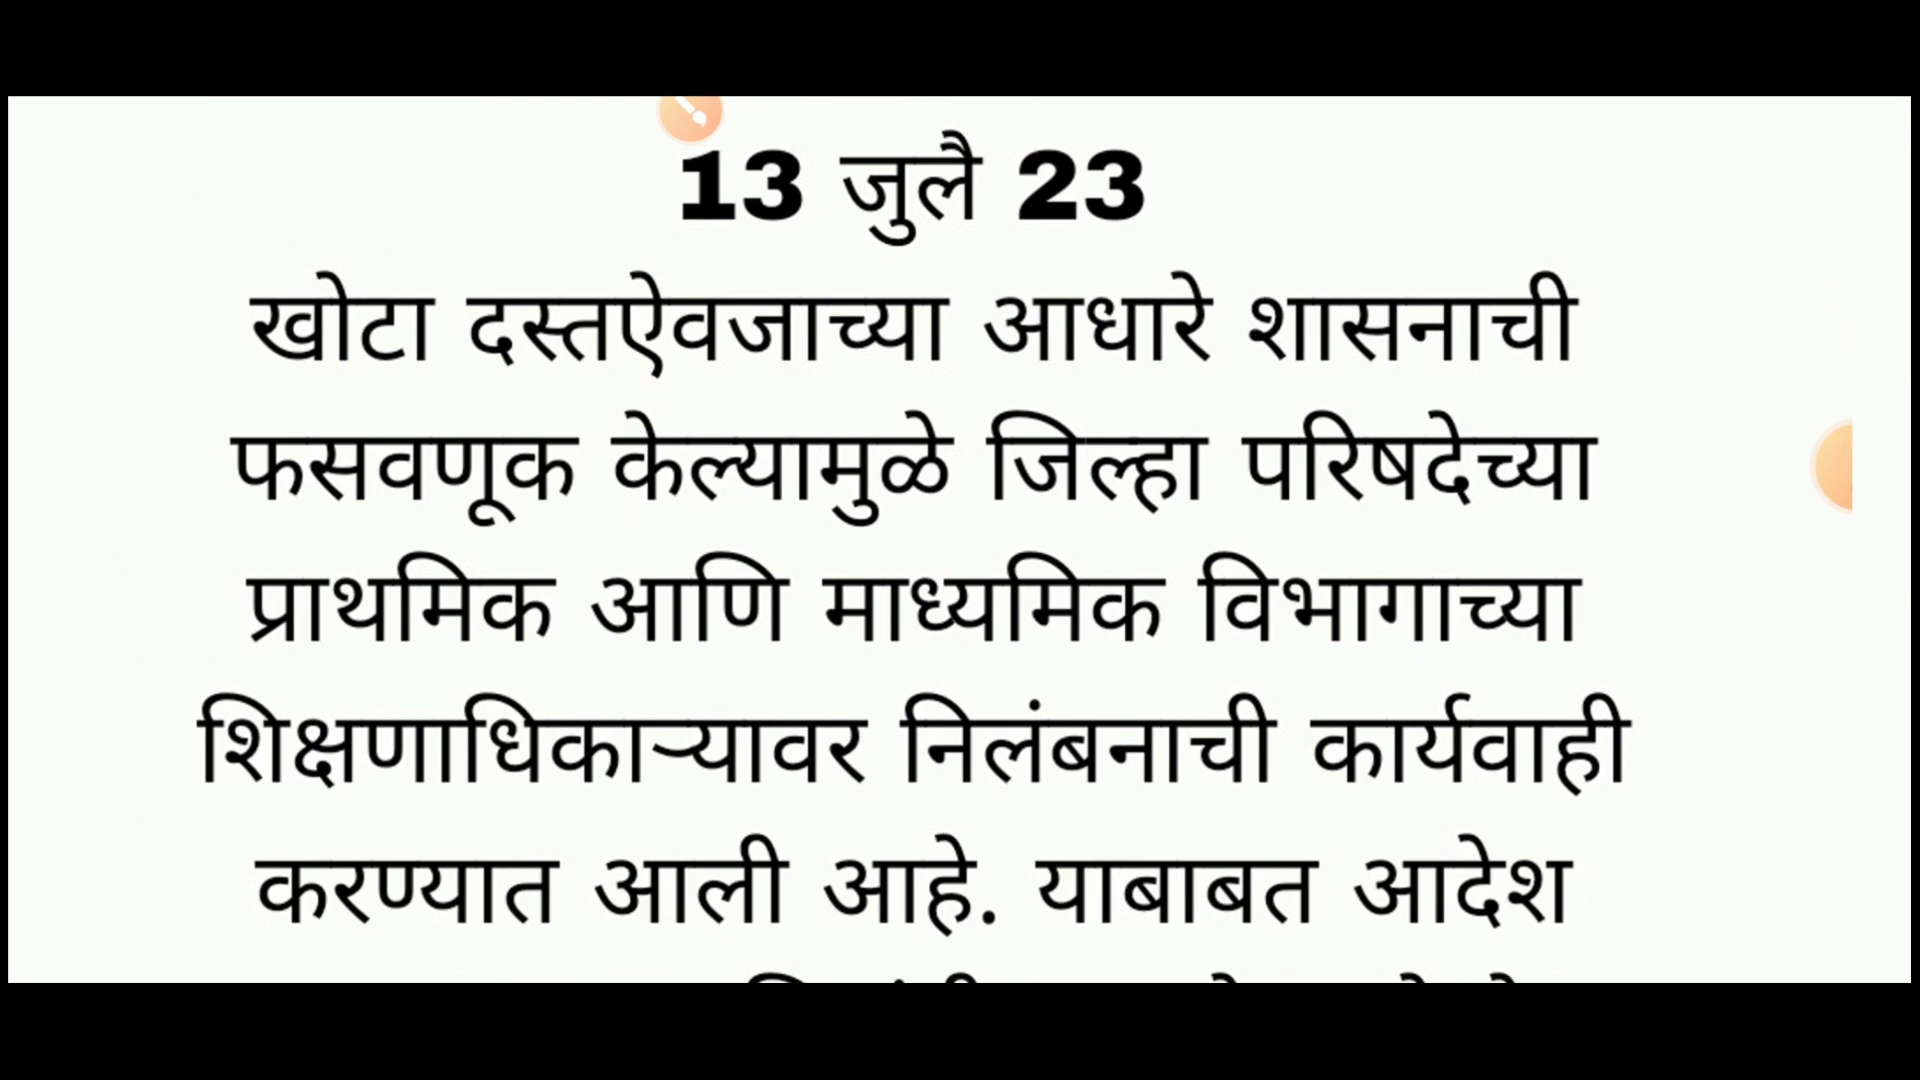 13 जुलै 23
खोटा दस्तऐवजाच्या आधारे शासनाची
फसवणूक केल्यामुळे जिल्हा परिषदेच्या
प्राथमिक आणि माध्यमिक विभागाच्या
शिक्षणाधिकाऱ्यावर निलंबनाची कार्यवाही
करण्यात आली आहे. याबाबत आदेश